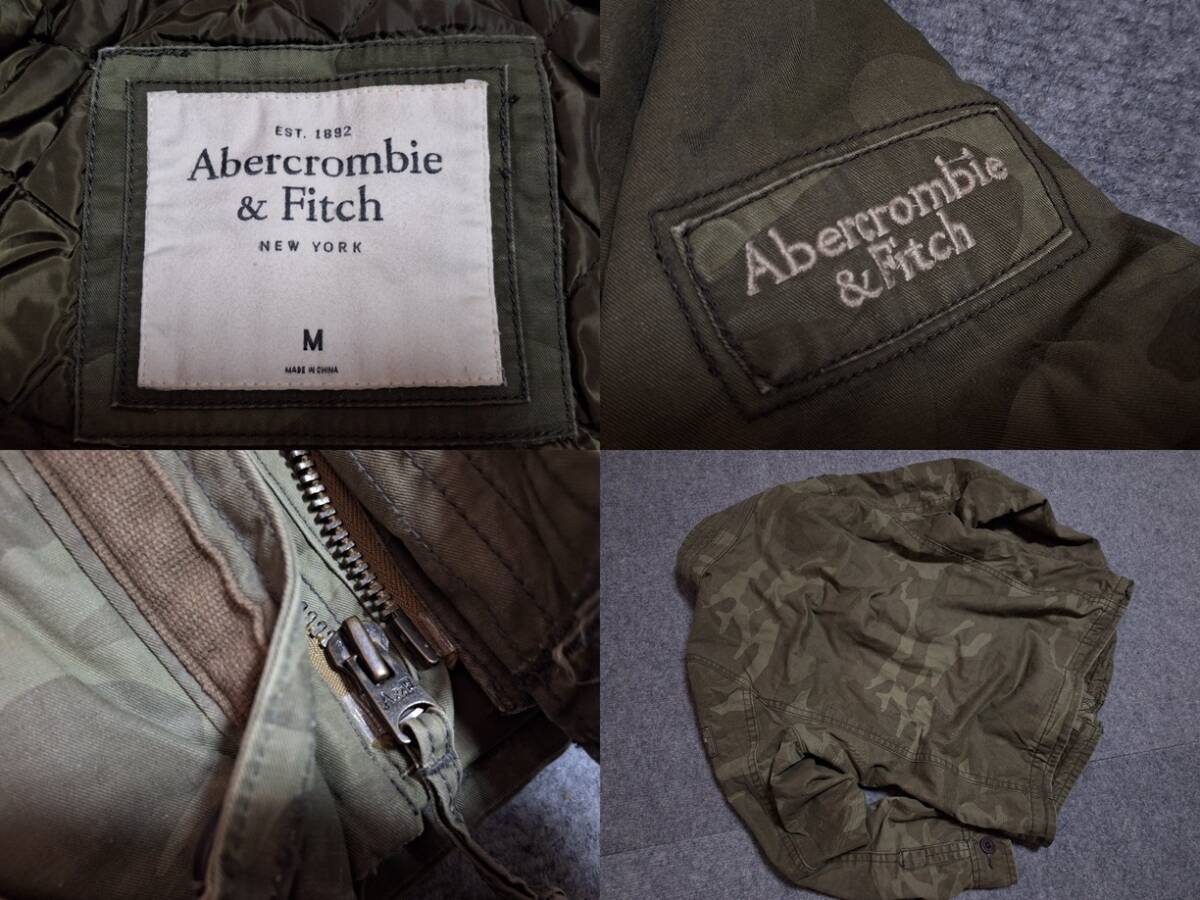 EST. 1892
Abercrombie
& Fitch
NEW YORK
M
MADE IN CHINA
Abercrombie
& Fitch